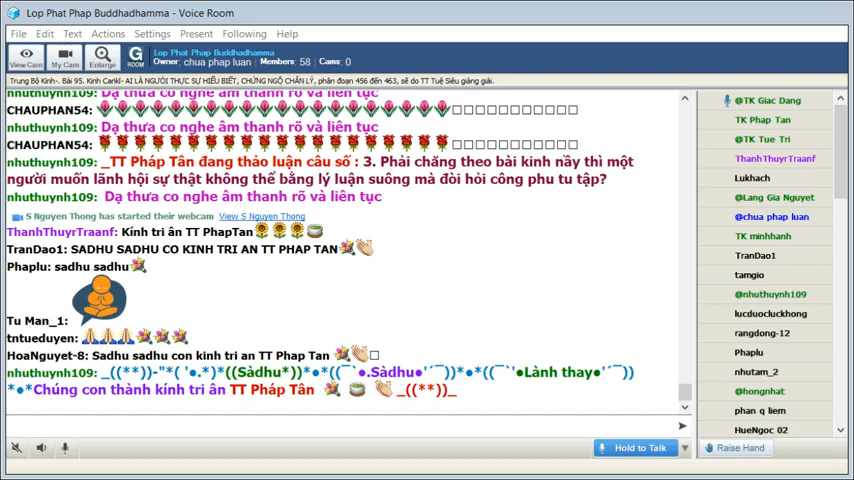 Lop Phat Phap Buddhadhamma - Voice Room
File Edit Text Actions Settings Present Following Help
View Cam My Cam Enlarge G ROOM
Lop Phat Phap Buddhadhamma
Owner: chua phap luan Members: 58 Cams: 0
Trung Bộ Kinh-. Bài 95. Kinh Canki- AI LÀ NGƯỜI THỰC SỰ HIỂU BIẾT, CHỨNG NGỘ CHÂN LÝ, phân đoạn 456 đến 463, sẽ do TT Tuệ Siêu giảng giải.
nhuthuynh109: Dạ thưa co nghe âm thanh rõ và liên tục
CHAUPHAN54:
nhuthuynh109: Dạ thưa co nghe âm thanh rõ và liên tục
CHAUPHAN54:
nhuthuynh109: _TT Pháp Tân đang thảo luận câu số : 3. Phải chăng theo bài kinh nầy thì một
người muốn lãnh hội sự thật không thể bằng lý luận suông mà đòi hỏi công phu tu tập?
nhuthuynh109: Dạ thưa co nghe âm thanh rõ và liên tục
S Nguyen Thong has started their webcam View S Nguyen Thong
ThanhThuyrTraanf: Kính tri ân TT PhapTan
TranDao1: SADHU SADHU CO KINH TRI AN TT PHAP TAN
Phaplu: sadhu sadhu
Tu Man_1:
tntueduyen:
HoaNguyet-8: Sadhu sadhu con kinh tri an TT Phap Tan
nhuthuynh109: _((**))-"*( '●.*)*((Sàdhu*))*●*((¯`●.Sàdhu●'´¯))*●*((¯`'●Lành thay●'´¯))
*●*Chúng con thành kính tri ân TT Pháp Tân _((**))_
@TK Giac Dang
TK Phap Tan
@TK Tue Tri
ThanhThuyrTraanf
Lukhach
@Lang Gia Nguyet
@chua phap luan
TK minhhanh
TranDao1
tamgio
@nhuthuynh109
lucduocluckhong
rangdong-12
Phaplu
nhutam_2
@hongnhat
phan q liem
HueNgoc 02
Hold to Talk
Raise Hand